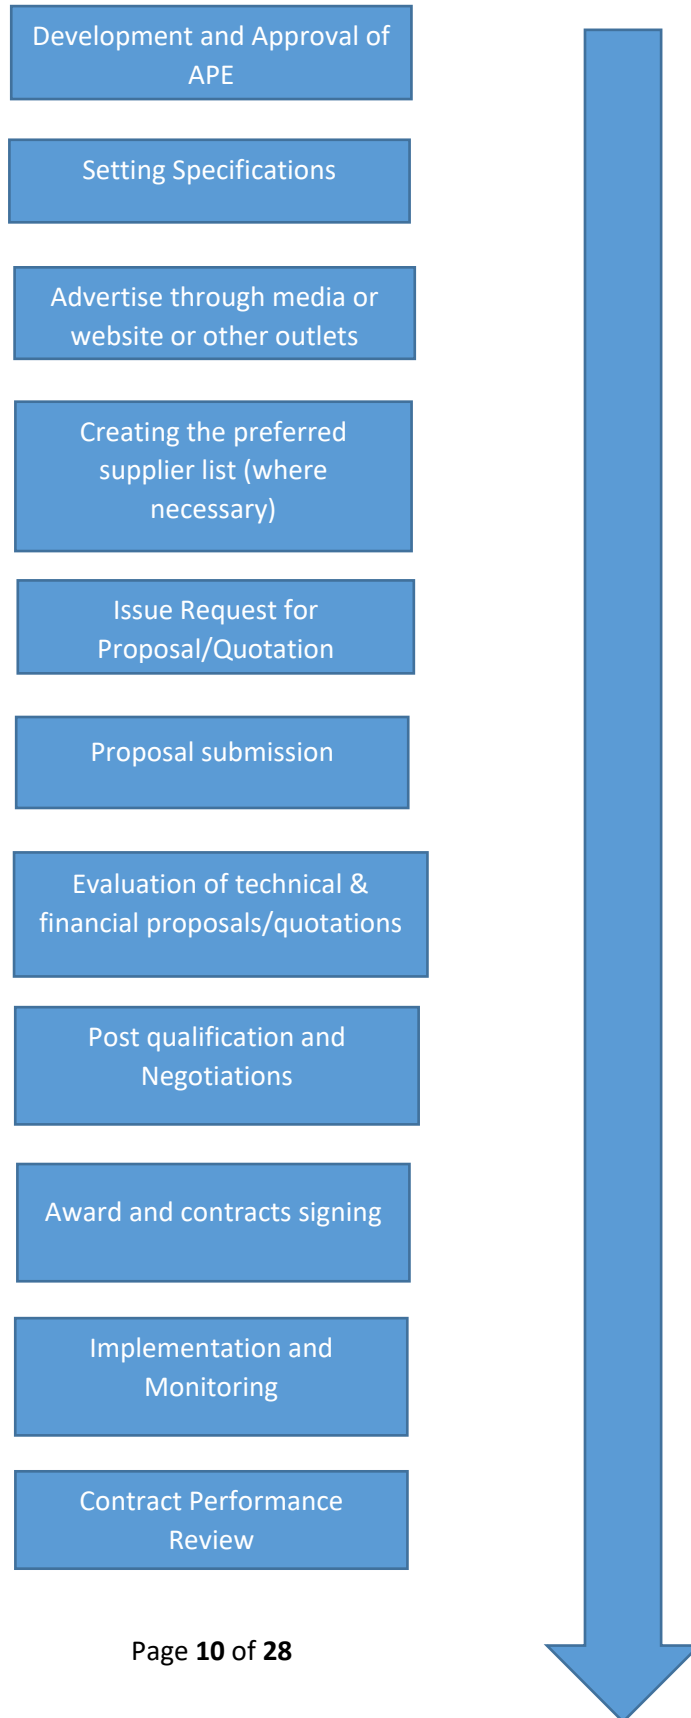 Development and Approval of
APE
Setting Specifications
Advertise through media or
website or other outlets
Creating the preferred
supplier list (where
necessary)
Issue Request for
Proposal/Quotation
Proposal submission
Evaluation of technical &
financial proposals/quotations
Post qualification and
Negotiations
Award and contracts signing
Implementation and
Monitoring
Contract Performance
Review
Page 10 of 28